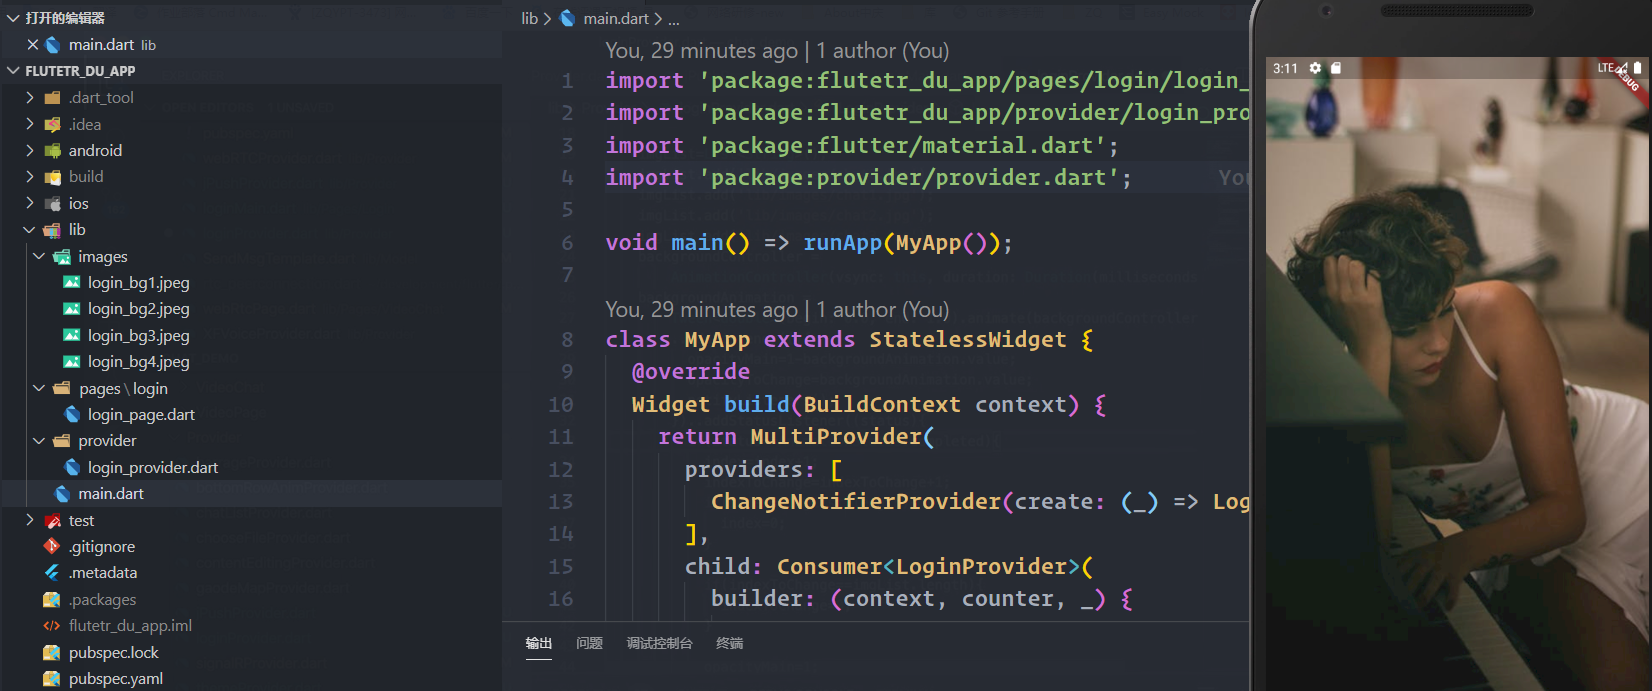 打开的编辑器
main.dart lib
FLUTETR_DU_APP
.dart_tool
.idea
android
build
ios
lib
images
login_bg1.jpeg
login_bg2.jpeg
login_bg3.jpeg
login_bg4.jpeg
pages\login
login_page.dart
provider
login_provider.dart
main.dart
test
.gitignore
.metadata
.packages
flutetr_du_app.iml
pubspec.lock
pubspec.yaml
lib > main.dart > ...
You, 29 minutes ago | 1 author (You)
1 import 'package:flutetr_du_app/pages/login/login_
2 import 'package:flutetr_du_app/provider/login_pro
3 import 'package:flutter/material.dart';
4 import 'package:provider/provider.dart'; You
5
6 void main() => runApp(MyApp());
7
You, 29 minutes ago | 1 author (You)
8 class MyApp extends StatelessWidget {
9 @override
10 Widget build(BuildContext context) {
11 return MultiProvider(
12 providers: [
13 ChangeNotifierProvider(create: (_) => Log
14 ],
15 child: Consumer<LoginProvider>(
16 builder: (context, counter, _) {
输出 问题 调试控制台 终端
3:11 LTE
DEBUG